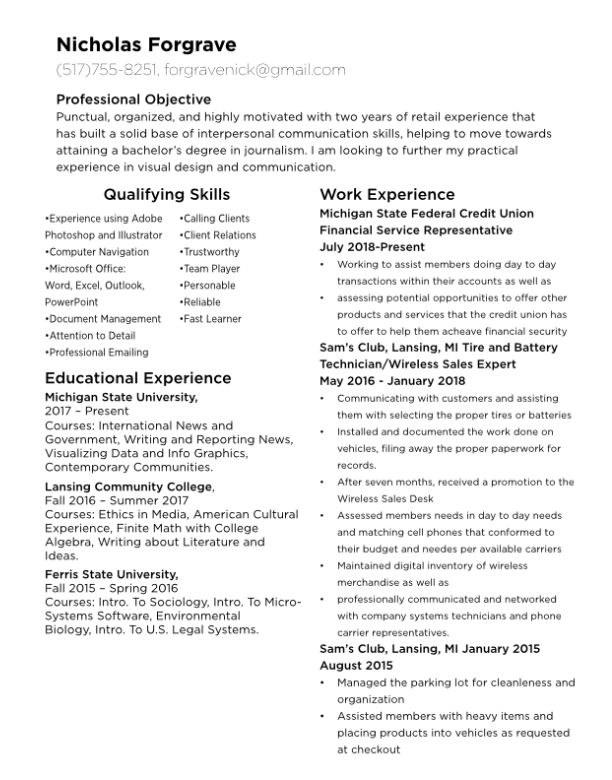 Nicholas Forgrave
(517)755-8251, forgravenick@gmail.com
Professional Objective
Punctual, organized, and highly motivated with two years of retail experience that
has built a solid base of interpersonal communication skills, helping to move towards
attaining a bachelor's degree in journalism. I am looking to further my practical
experience in visual design and communication.
Qualifying Skills
•Experience using Adobe
Photoshop and Illustrator
•Computer Navigation
•Microsoft Office:
Word, Excel, Outlook,
PowerPoint
•Document Management
•Attention to Detail
•Professional Emailing
•Calling Clients
•Client Relations
•Trustworthy
•Team Player
•Personable
•Reliable
•Fast Learner
Educational Experience
Michigan State University,
2017 – Present
Courses: International News and
Government, Writing and Reporting News,
Visualizing Data and Info Graphics,
Contemporary Communities.
Lansing Community College,
Fall 2016 – Summer 2017
Courses: Ethics in Media, American Cultural
Experience, Finite Math with College
Algebra, Writing about Literature and
Ideas.
Ferris State University,
Fall 2015 – Spring 2016
Courses: Intro. To Sociology, Intro. To Micro-
Systems Software, Environmental
Biology, Intro. To U.S. Legal Systems.
Work Experience
Michigan State Federal Credit Union
Financial Service Representative
July 2018-Present
• Working to assist members doing day to day
transactions within their accounts as well as
• assessing potential opportunities to offer other
products and services that the credit union has
to offer to help them acheave financial security
Sam's Club, Lansing, MI Tire and Battery
Technician/Wireless Sales Expert
May 2016 - January 2018
• Communicating with customers and assisting
them with selecting the proper tires or batteries
• Installed and documented the work done on
vehicles, filing away the proper paperwork for
records.
• After seven months, received a promotion to the
Wireless Sales Desk
• Assessed members needs in day to day needs
and matching cell phones that conformed to
their budget and needes per available carriers
• Maintained digital inventory of wireless
merchandise as well as
• professionally communicated and networked
with company systems technicians and phone
carrier representatives.
Sam's Club, Lansing, MI January 2015
August 2015
• Managed the parking lot for cleanleness and
organization
• Assisted members with heavy items and
placing products into vehicles as requested
at checkout